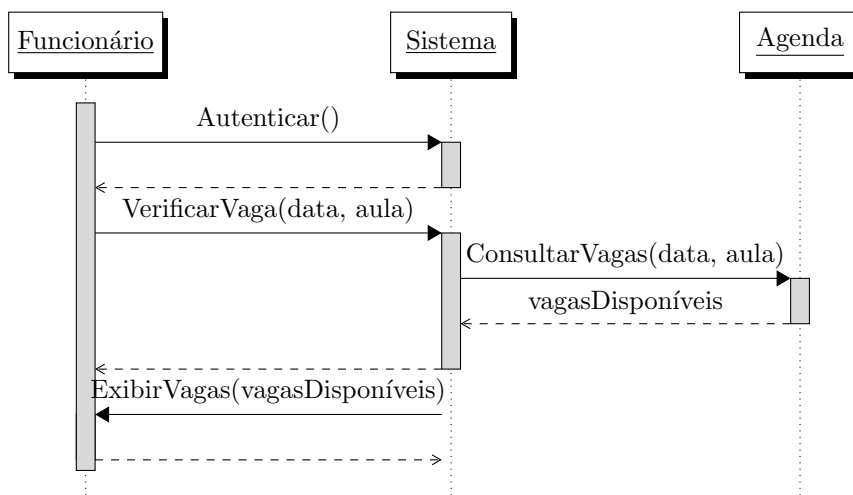 Funcionário
Sistema
Agenda
Autenticar()
VerificarVaga(data, aula)
ConsultarVagas(data, aula)
vagasDisponíveis
ExibirVagas(vagasDisponíveis)